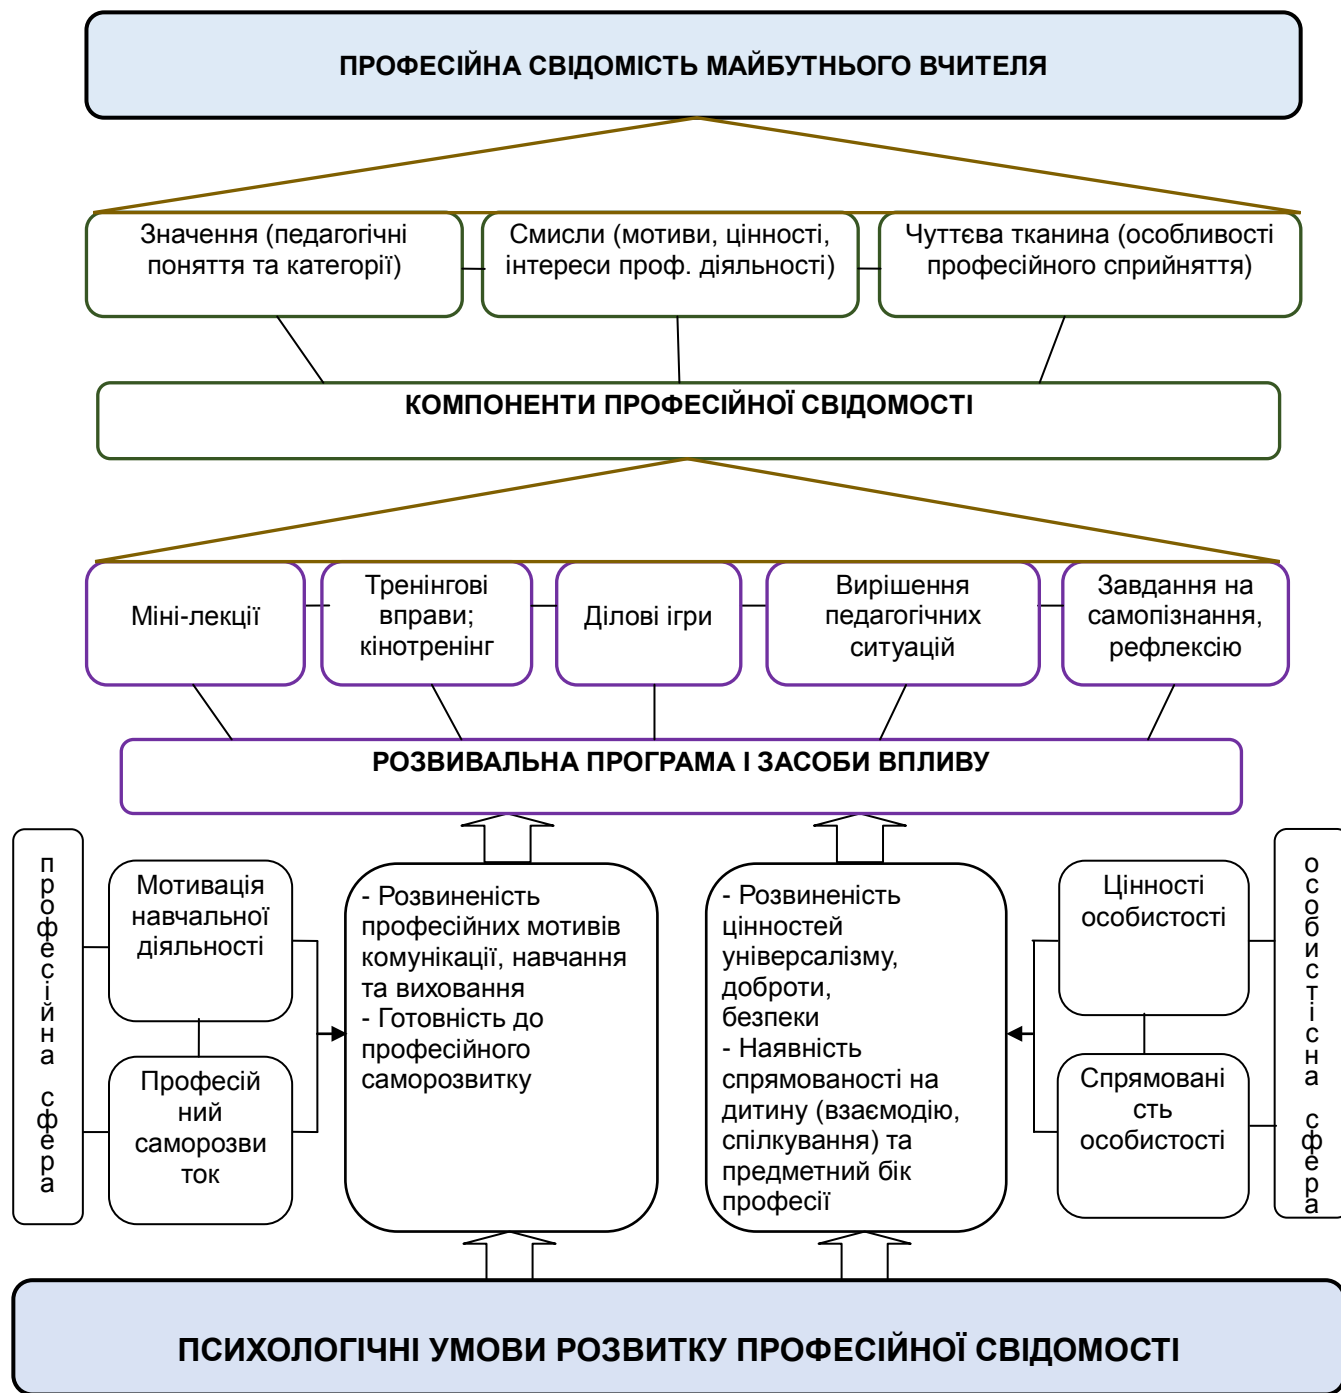 ПРОФЕСІЙНА СВІДОМІСТЬ МАЙБУТНЬОГО ВЧИТЕЛЯ
Значення (педагогічні
поняття та категорії)
Смисли (мотиви, цінності,
інтереси проф. діяльності)
Чуттєва тканина (особливості
професійного сприйняття)
КОМПОНЕНТИ ПРОФЕСІЙНОЇ СВІДОМОСТІ
Міні-лекції
Тренінгові
вправи;
кінотренінг
Ділові ігри
Вирішення
педагогічних
ситуацій
Завдання на
самопізнання,
рефлексію
РОЗВИВАЛЬНА ПРОГРАМА І ЗАСОБИ ВПЛИВУ
професійна сфера
Мотивація
навчальної
діяльності
Професій
ний
саморозви
ток
- Розвиненість
професійних мотивів
комунікації, навчання
та виховання
- Готовність до
професійного
саморозвитку
- Розвиненість
цінностей
універсалізму,
доброти,
безпеки
- Наявність
спрямованості на
дитину (взаємодію,
спілкування) та
предметний бік
професії
Цінності
особистості
Спрямовані
сть
особистості
особистісна сфера
ПСИХОЛОГІЧНІ УМОВИ РОЗВИТКУ ПРОФЕСІЙНОЇ СВІДОМОСТІ